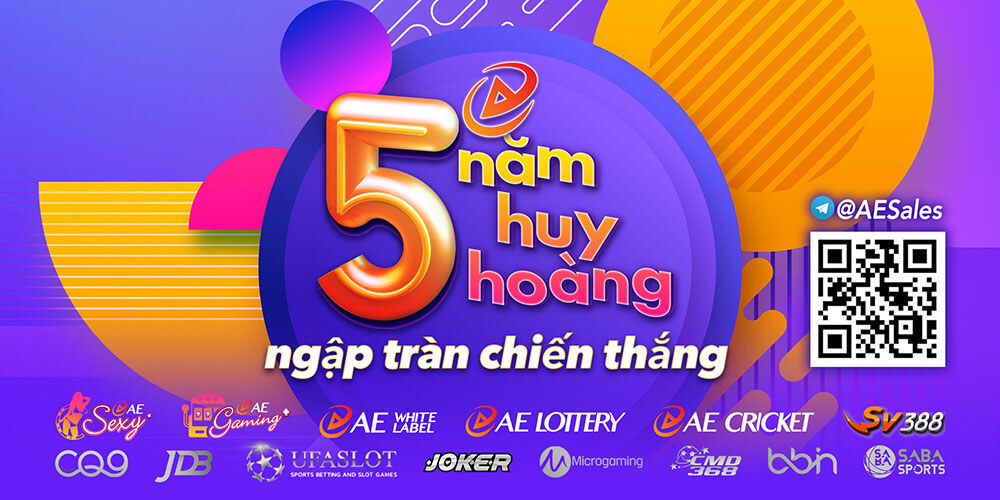 5 năm
huy
hoàng
ngập tràn chiến thắng
@AESales
AE Sexy
AE Gaming
AE WHITE LABEL
AE LOTTERY
AE CRICKET
SV388
CQ9
JDB
UFASLOT
SPORTS BETTING AND SLOT GAMES
JOKER
Microgaming
CMD
368
bbin
SABA
SABA SPORTS